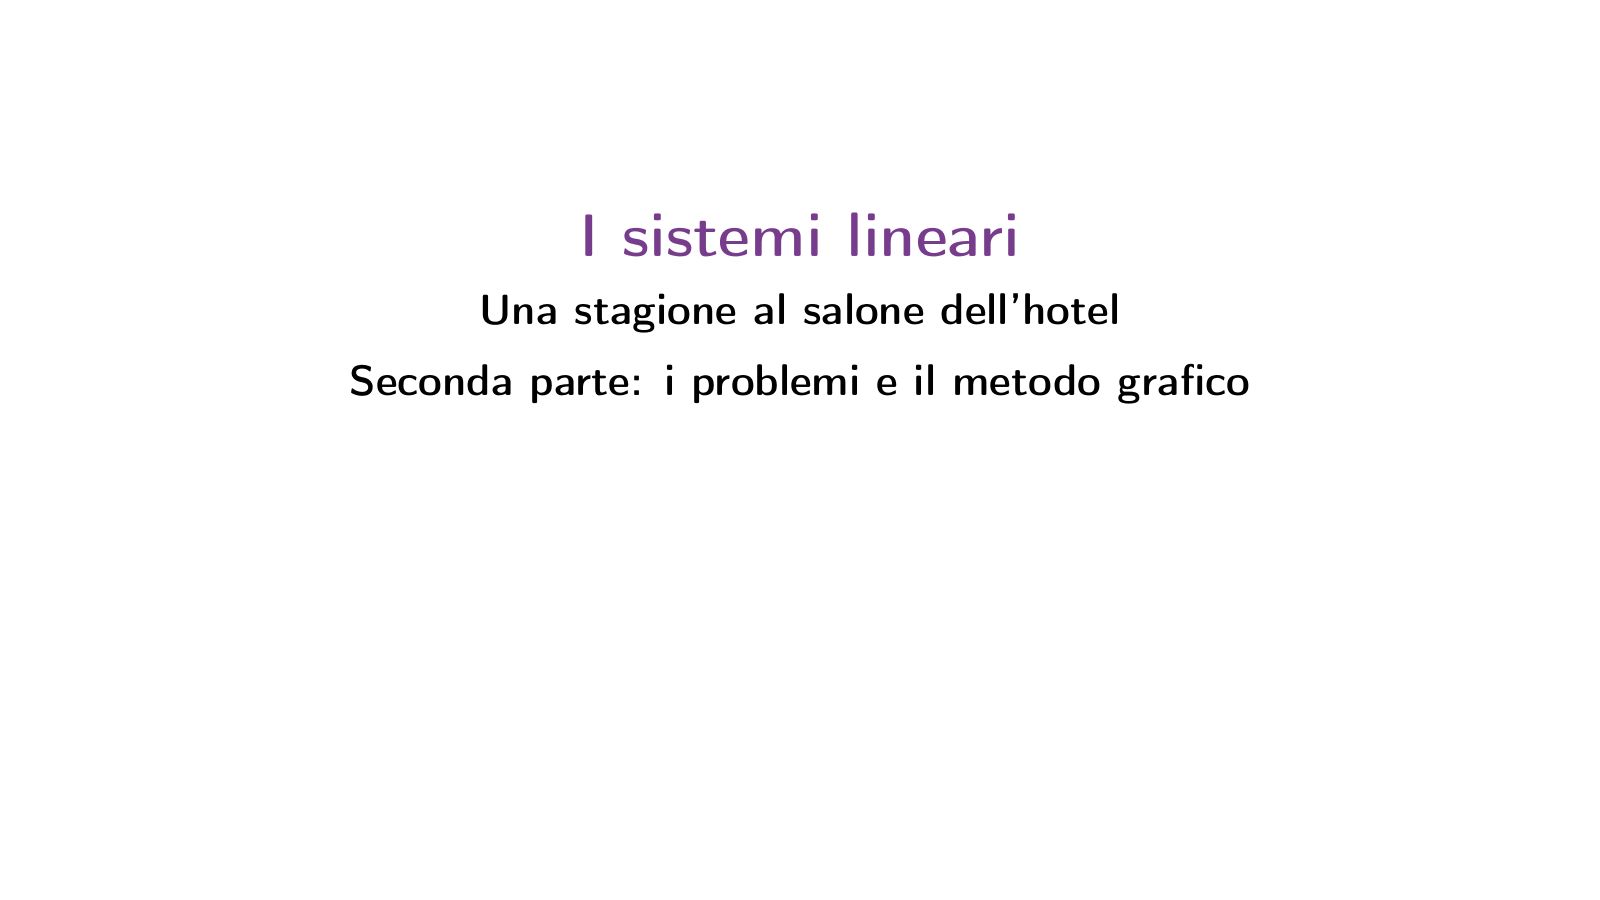 I sistemi lineari
Una stagione al salone dell'hotel
Seconda parte: i problemi e il metodo grafico